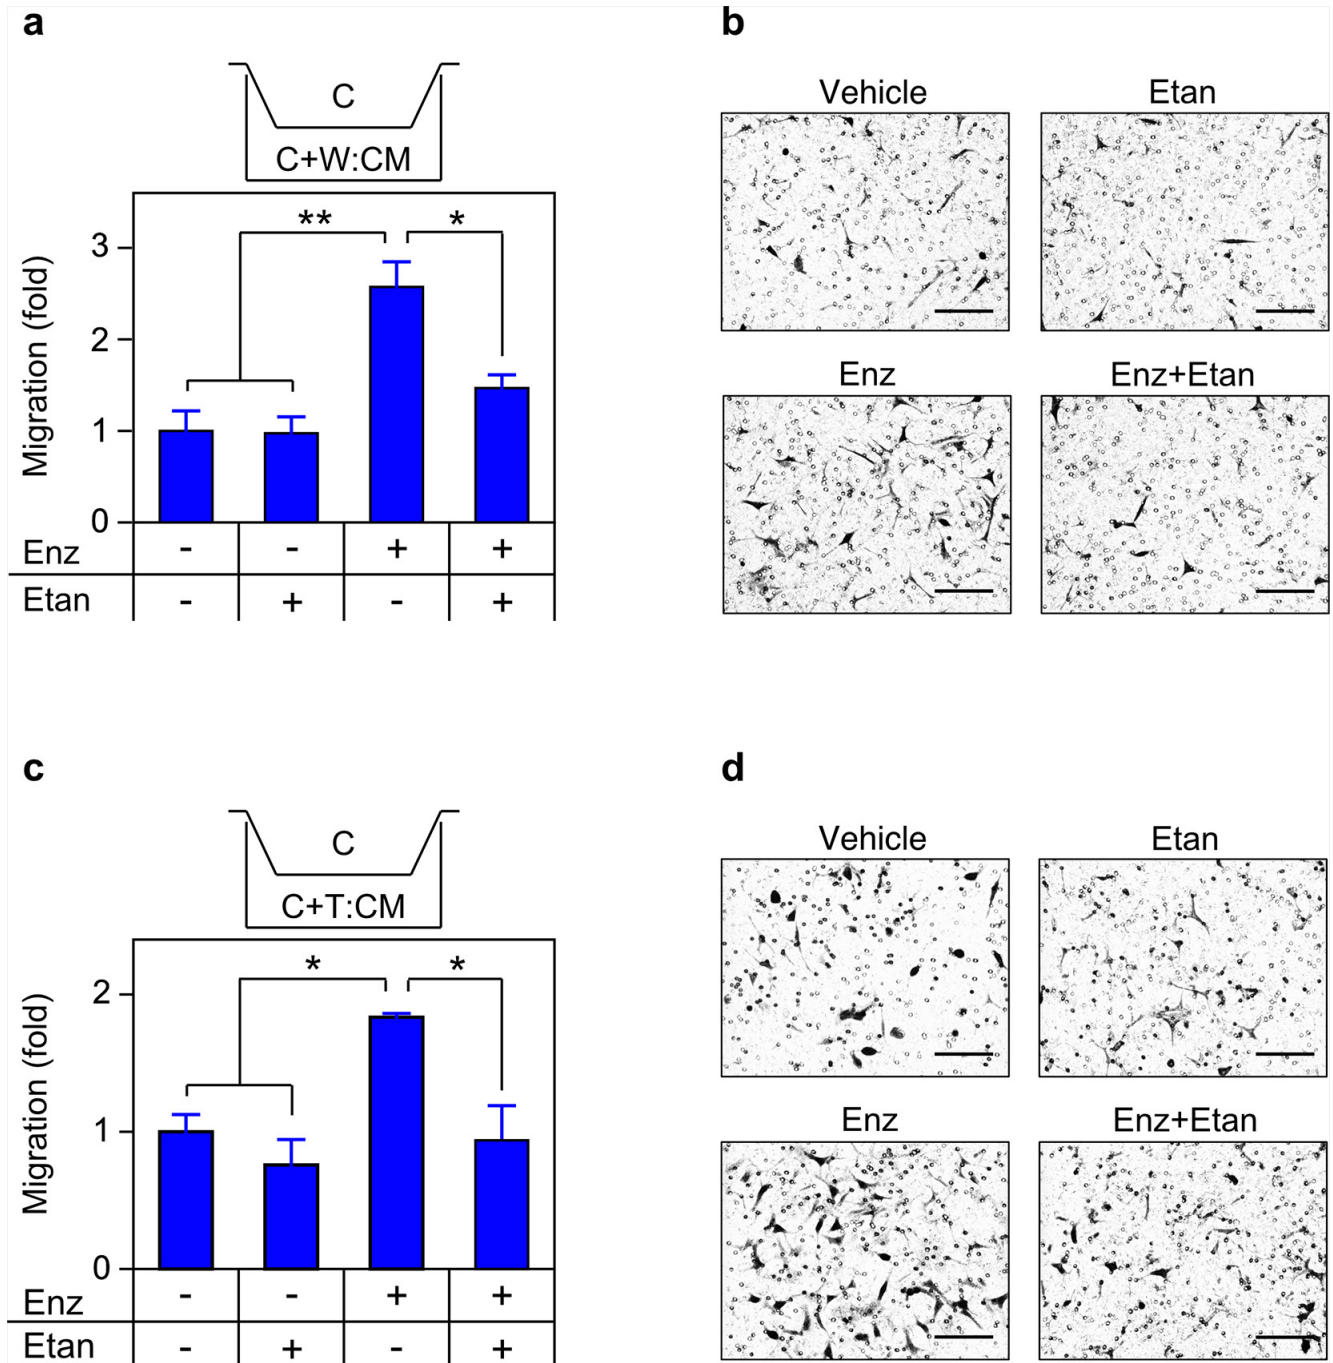 a
C
C+W:CM
** *
Migration (fold)
3
2
1
0
Enz - - + +
Etan - + - +
b
Vehicle Etan
Enz Enz+Etan
c
C
C+T:CM
* *
Migration (fold)
2
1
0
Enz - - + +
Etan - + - +
d
Vehicle Etan
Enz Enz+Etan